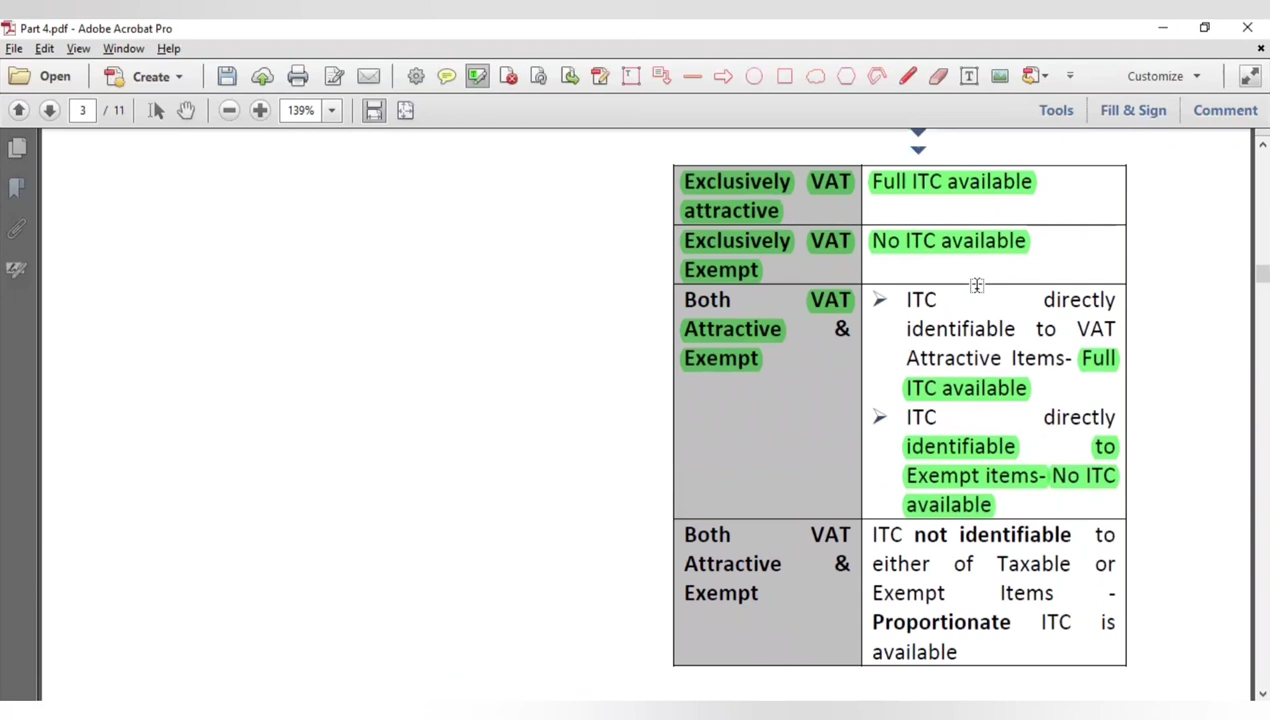 Part 4.pdf - Adobe Acrobat Pro
File Edit View Window Help
Open Create Customize
3 / 11 139% Tools Fill & Sign Comment
Exclusively VAT
attractive
Full ITC available
Exclusively VAT
Exempt
No ITC available
Both VAT
Attractive &
Exempt
ITC directly
identifiable to VAT
Attractive Items- Full
ITC available
ITC directly
identifiable to
Exempt items- No ITC
available
Both VAT
Attractive &
Exempt
ITC not identifiable to
either of Taxable or
Exempt Items -
Proportionate ITC is
available